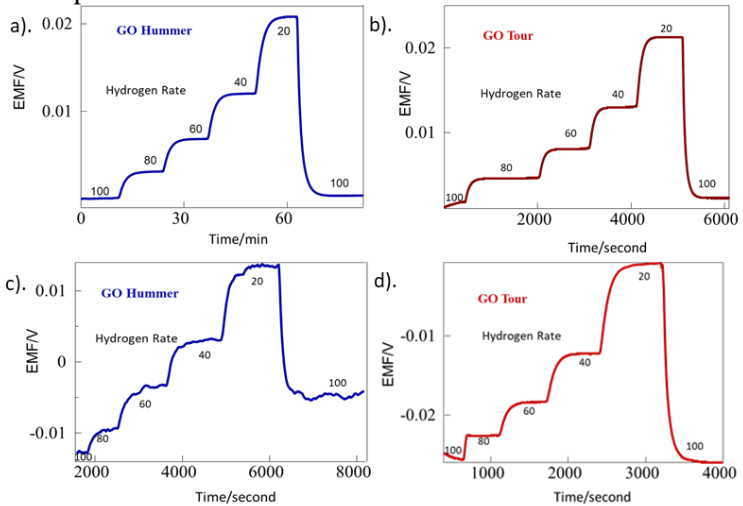 a).
GO Hummer
Hydrogen Rate
EMF/V
0.02
0.01
100
80
60
40
20
100
0
30
60
Time/min
b).
GO Tour
Hydrogen Rate
EMF/V
0.02
0.01
100
80
60
40
20
100
2000
4000
6000
Time/second
c).
GO Hummer
Hydrogen Rate
EMF/V
0.01
0
-0.01
100
80
60
40
20
100
2000
4000
6000
8000
Time/second
d).
GO Tour
Hydrogen Rate
EMF/V
-0.01
-0.02
100
80
60
40
20
100
1000
2000
3000
4000
Time/second